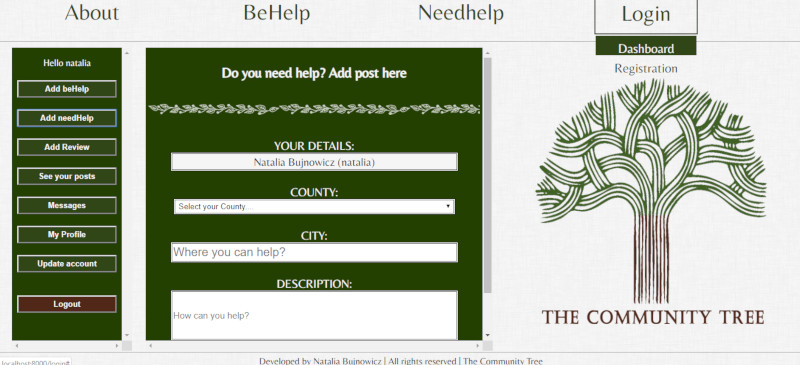 About BeHelp Needhelp Login
Dashboard
Registration
Hello natalia
Add beHelp
Add needHelp
Add Review
See your posts
Messages
My Profile
Update account
Logout
Do you need help? Add post here
YOUR DETAILS:
Natalia Bujnowicz (natalia)
COUNTY:
Select your County...
CITY:
Where you can help?
DESCRIPTION:
How can you help?
THE COMMUNITY TREE
Developed by Natalia Bujnowicz | All rights reserved | The Community Tree
localhost:8000/login#